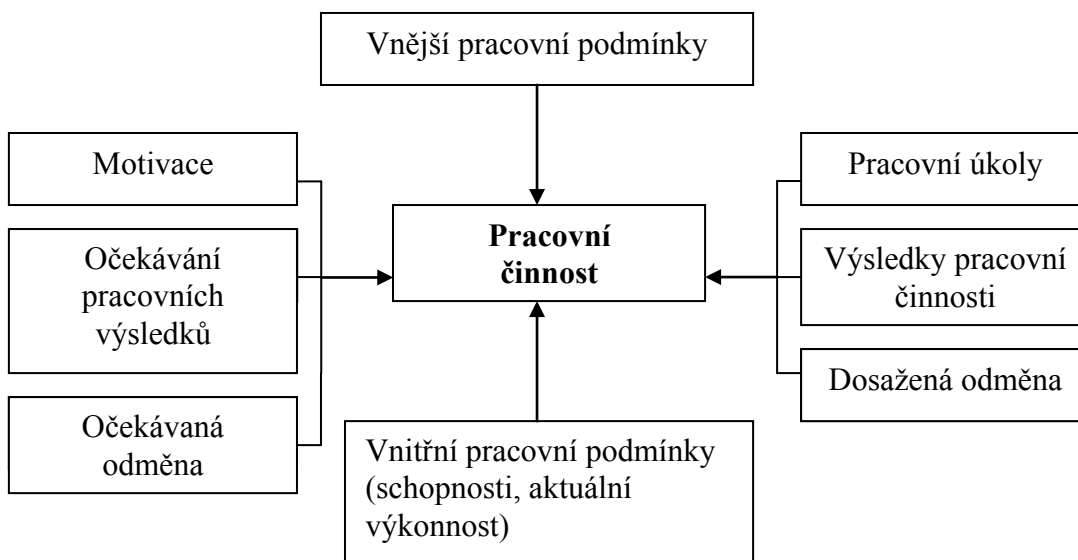 Vnější pracovní podmínky
Motivace
Očekávání
pracovních
výsledků
Očekávaná
odměna
Pracovní
činnost
Pracovní úkoly
Výsledky pracovní
činnosti
Dosažená odměna
Vnitřní pracovní podmínky
(schopnosti, aktuální
výkonnost)